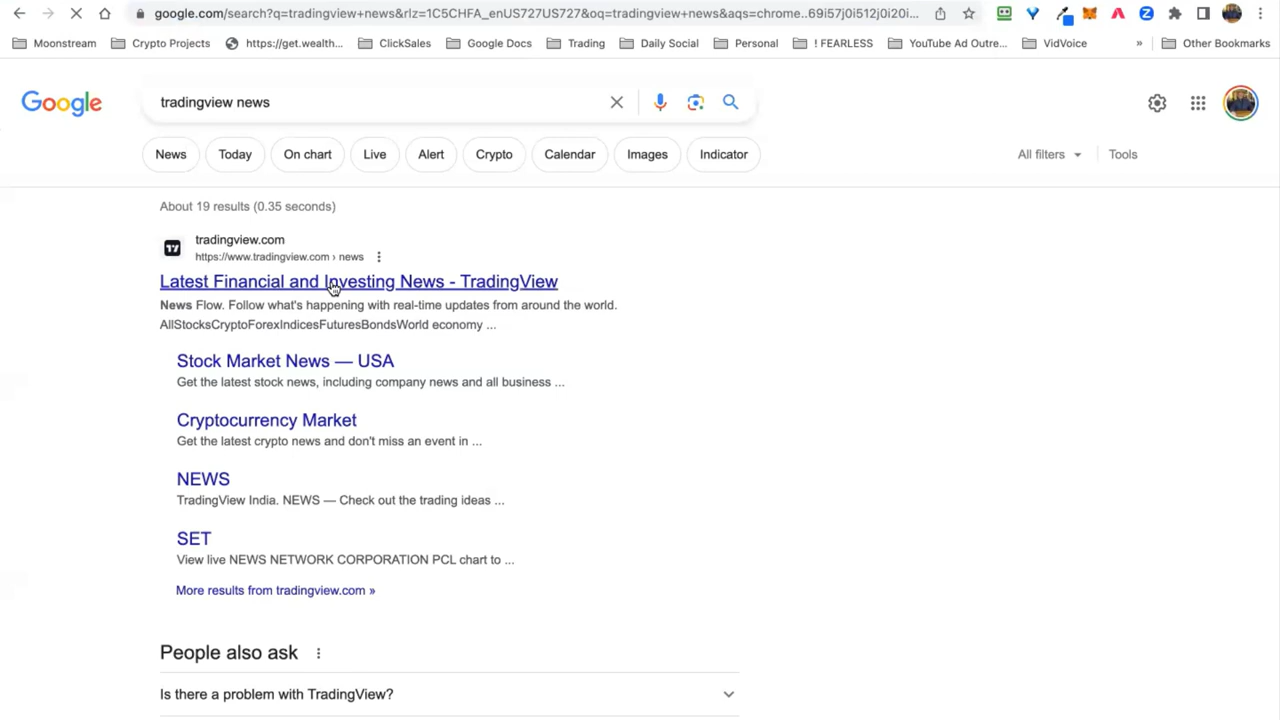 google.com/search?q=tradingview+news&rlz=1C5CHFA_enUS727US727&oq=tradingview+news&aqs=chrome..69i57j0i512j0i20i...
Moonstream Crypto Projects https://get.wealth... ClickSales Google Docs Trading Daily Social Personal ! FEARLESS YouTube Ad Outre... VidVoice » Other Bookmarks
Google
tradingview news
News Today On chart Live Alert Crypto Calendar Images Indicator All filters Tools
About 19 results (0.35 seconds)
tradingview.com
https://www.tradingview.com › news
Latest Financial and Investing News - TradingView
News Flow. Follow what's happening with real-time updates from around the world.
AllStocksCryptoForexIndicesFuturesBondsWorld economy ...
Stock Market News — USA
Get the latest stock news, including company news and all business ...
Cryptocurrency Market
Get the latest crypto news and don't miss an event in ...
NEWS
TradingView India. NEWS — Check out the trading ideas ...
SET
View live NEWS NETWORK CORPORATION PCL chart to ...
More results from tradingview.com »
People also ask
Is there a problem with TradingView?